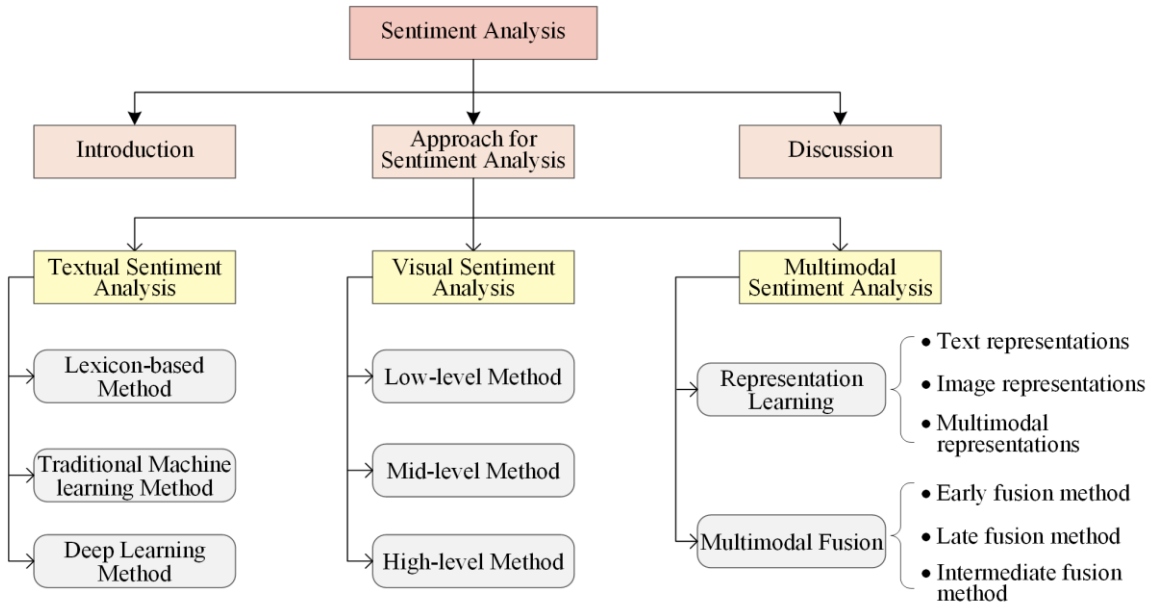 Sentiment Analysis
Introduction
Approach for
Sentiment Analysis
Discussion
Textual Sentiment
Analysis
Visual Sentiment
Analysis
Multimodal
Sentiment Analysis
Lexicon-based
Method
Traditional Machine
learning Method
Deep Learning
Method
Low-level Method
Mid-level Method
High-level Method
Representation
Learning
• Text representations
• Image representations
• Multimodal
representations
Multimodal Fusion
• Early fusion method
• Late fusion method
• Intermediate fusion
method